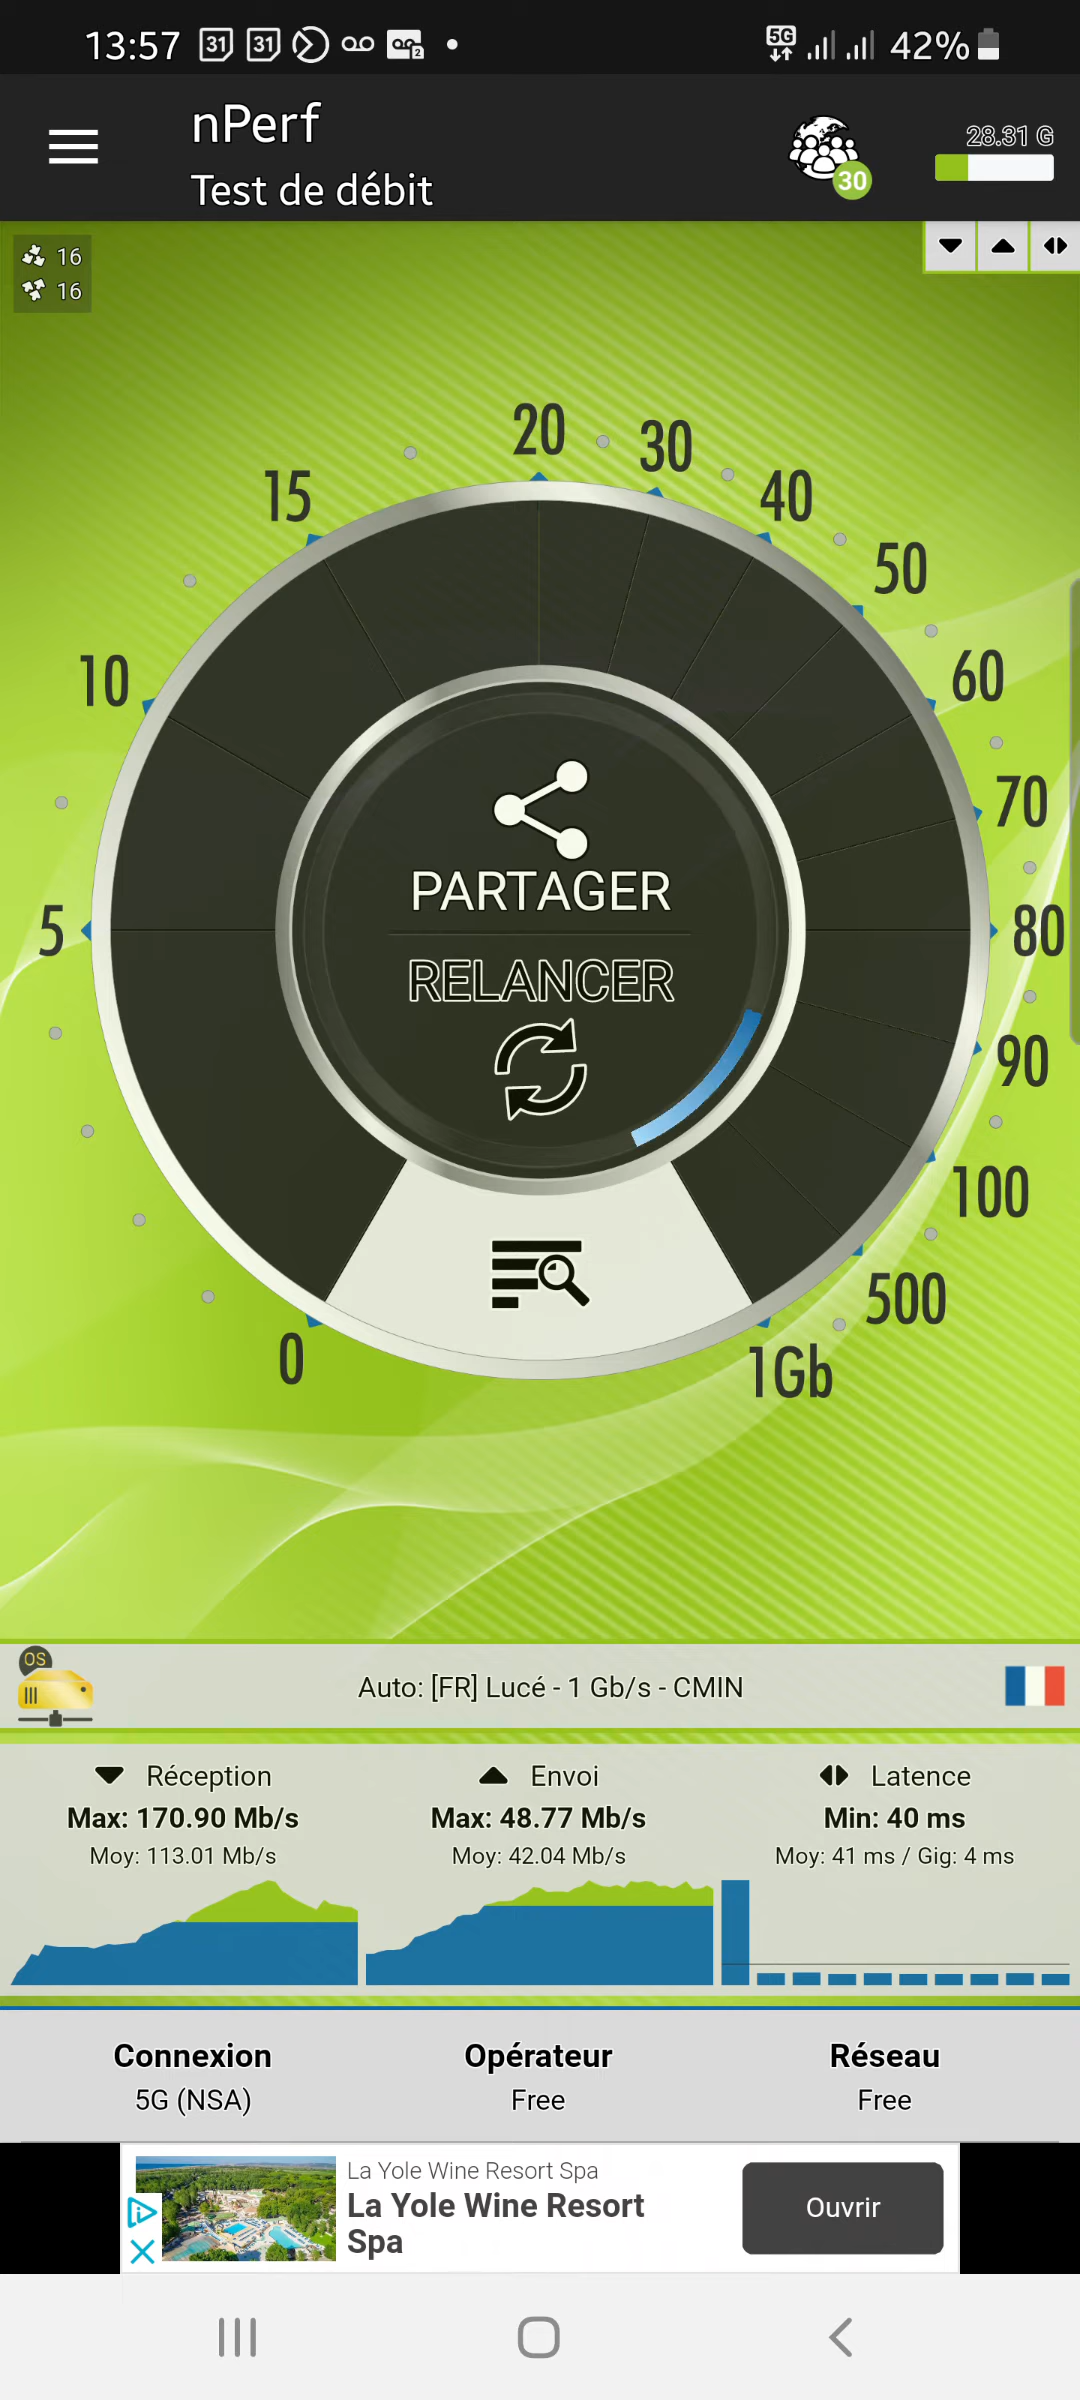 13:57 31 31 2 5G 42%
nPerf
Test de débit
30
28.31 G
16
16
20
30
15
40
50
10
60
70
5
80
90
100
500
0
1Gb
PARTAGER
RELANCER
OS
Auto: [FR] Lucé - 1 Gb/s - CMIN
Réception Envoi Latence
Max: 170.90 Mb/s Max: 48.77 Mb/s Min: 40 ms
Moy: 113.01 Mb/s Moy: 42.04 Mb/s Moy: 41 ms / Gig: 4 ms
Connexion Opérateur Réseau
5G (NSA) Free Free
La Yole Wine Resort Spa
La Yole Wine Resort
Spa
Ouvrir